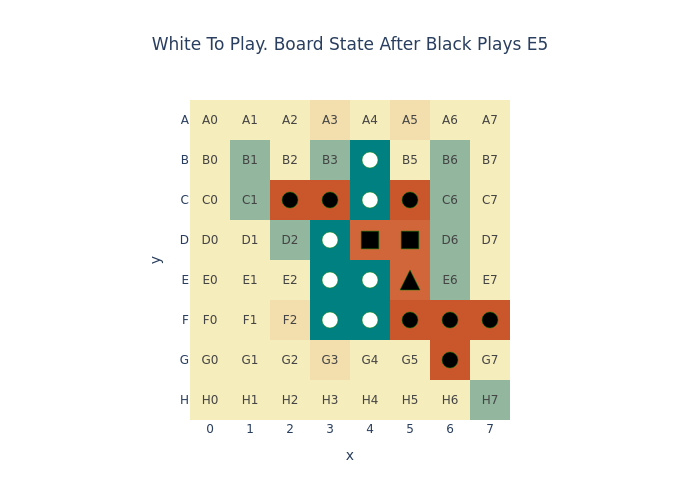 White To Play. Board State After Black Plays E5
A A0 A1 A2 A3 A4 A5 A6 A7
B B0 B1 B2 B3 B5 B6 B7
C C0 C1 C6 C7
D D0 D1 D2 D6 D7
y
E E0 E1 E2 E6 E7
F F0 F1 F2
G G0 G1 G2 G3 G4 G5 G7
H H0 H1 H2 H3 H4 H5 H6 H7
0 1 2 3 4 5 6 7
x